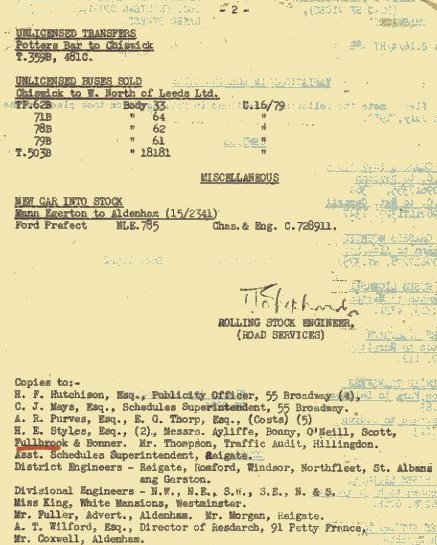 - 2 -
UNLICENSED TRANSFERS
Potters Bar to Chiswick
T.359B, 481C.
UNLICENSED BUSES SOLD
Chiswick to W. North of Leeds Ltd.
TF.62B Body 33 C.16/79
71B " 64 "
78B " 62 "
79B " 61 "
T.503B " 18181 "
MISCELLANEOUS
NEW CAR INTO STOCK
Mann Egerton to Aldenham (15/2341)
Ford Prefect MLE.785 Chas. & Eng. C.728911.
ROLLING STOCK ENGINEER,
(ROAD SERVICES)
Copies to:-
H. F. Hutchison, Esq., Publicity Officer, 55 Broadway (4),
C. J. Mays, Esq., Schedules Superintendent, 55 Broadway.
A. R. Purves, Esq., E. G. Thorp, Esq., (Costs) (5)
H. E. Styles, Esq., (2), Messrs. Ayliffe, Bonny, O'Neill, Scott,
Fullbrook & Bonner. Mr. Thompson, Traffic Audit, Hillingdon.
Asst. Schedules Superintendent, Reigate.
District Engineers - Reigate, Romford, Windsor, Northfleet, St. Albans
ang Garston.
Divisional Engineers - N.W., N.E., S.W., S.E., N. & S.
Miss King, White Mansions, Westminster.
Mr. Fuller, Advert., Aldenham. Mr. Morgan, Reigate.
A. T. Wilford, Esq., Director of Resdarch, 91 Petty France,
Mr. Coxwell, Aldenham.